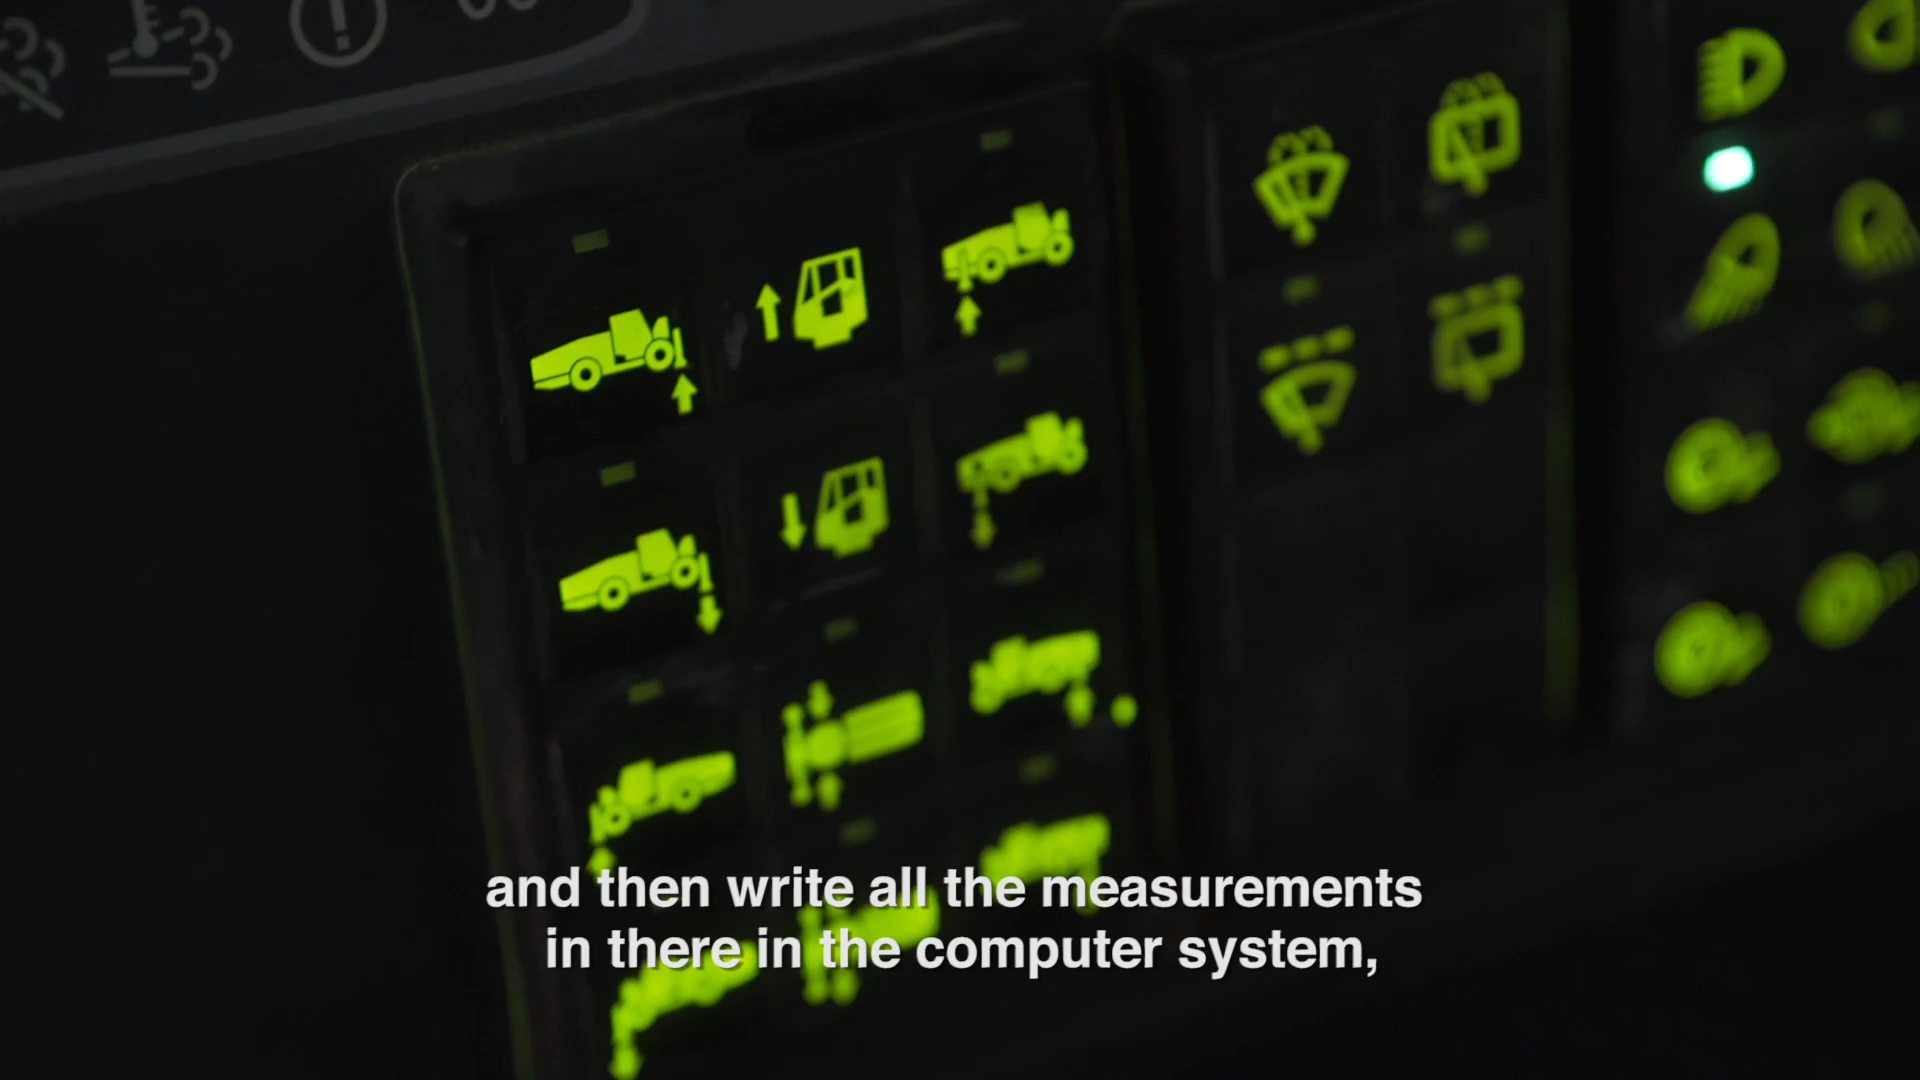 and then write all the measurements
in there in the computer system,